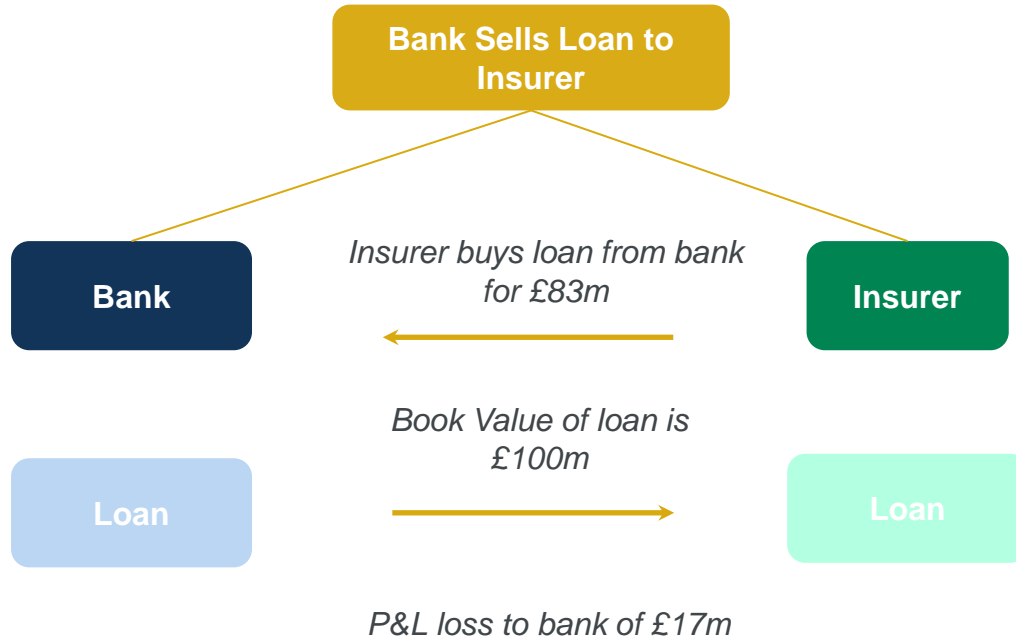 Bank Sells Loan to
Insurer
Insurer buys loan from bank
for £83m
Bank
Insurer
Book Value of loan is
£100m
Loan
Loan
P&L loss to bank of £17m